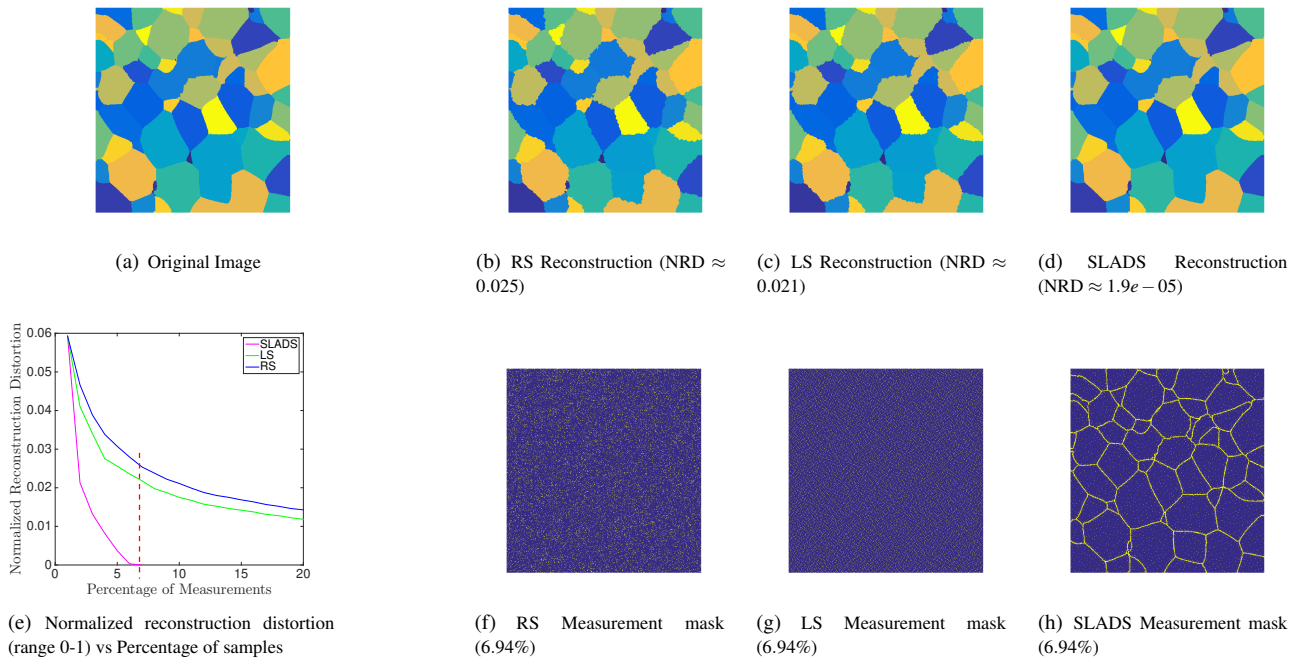 (a) Original Image
(b) RS Reconstruction (NRD ≈
0.025)
(c) LS Reconstruction (NRD ≈
0.021)
(d) SLADS Reconstruction
(NRD ≈ 1.9e − 05)
Normalized Reconstruction Distortion
0.06
0.05
0.04
0.03
0.02
0.01
0
SLADS
LS
RS
0 5 10 15 20
Percentage of Measurements
(e) Normalized reconstruction distortion
(range 0-1) vs Percentage of samples
(f) RS Measurement mask
(6.94%)
(g) LS Measurement mask
(6.94%)
(h) SLADS Measurement mask
(6.94%)